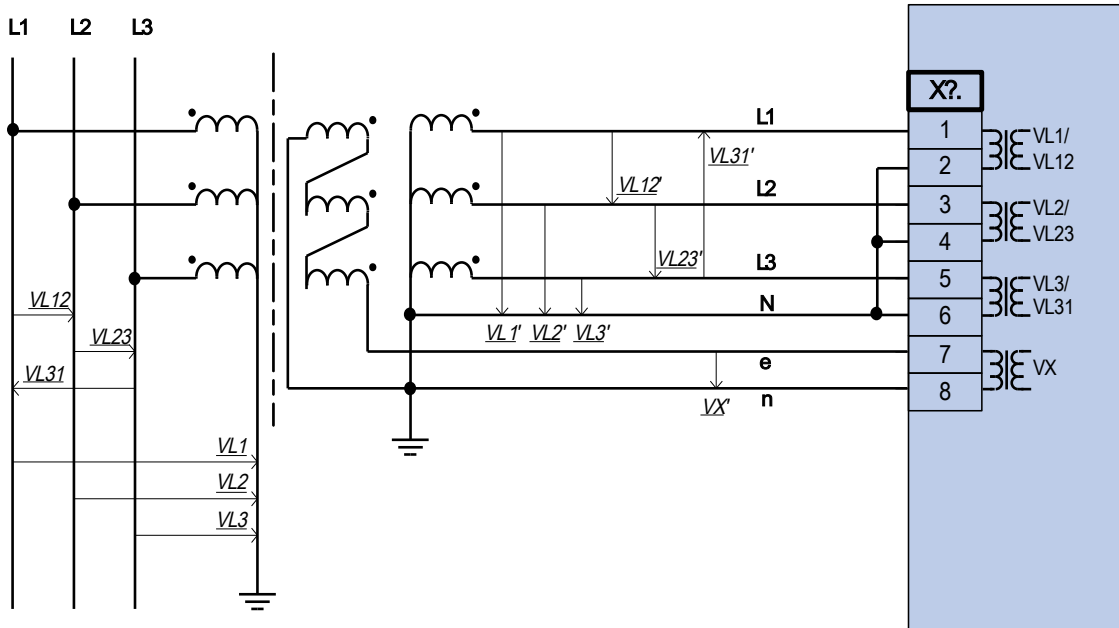 L1 L2 L3
X?.
L1
1
VL1/
VL31'
2
VL12
VL12'
L2
3
VL2/
4
VL23
VL23'
L3
5
VL3/
VL12
N
6
VL31
VL23
VL1' VL2' VL3'
7
e
VX
VL31
8
n
VX'
VL1
VL2
VL3